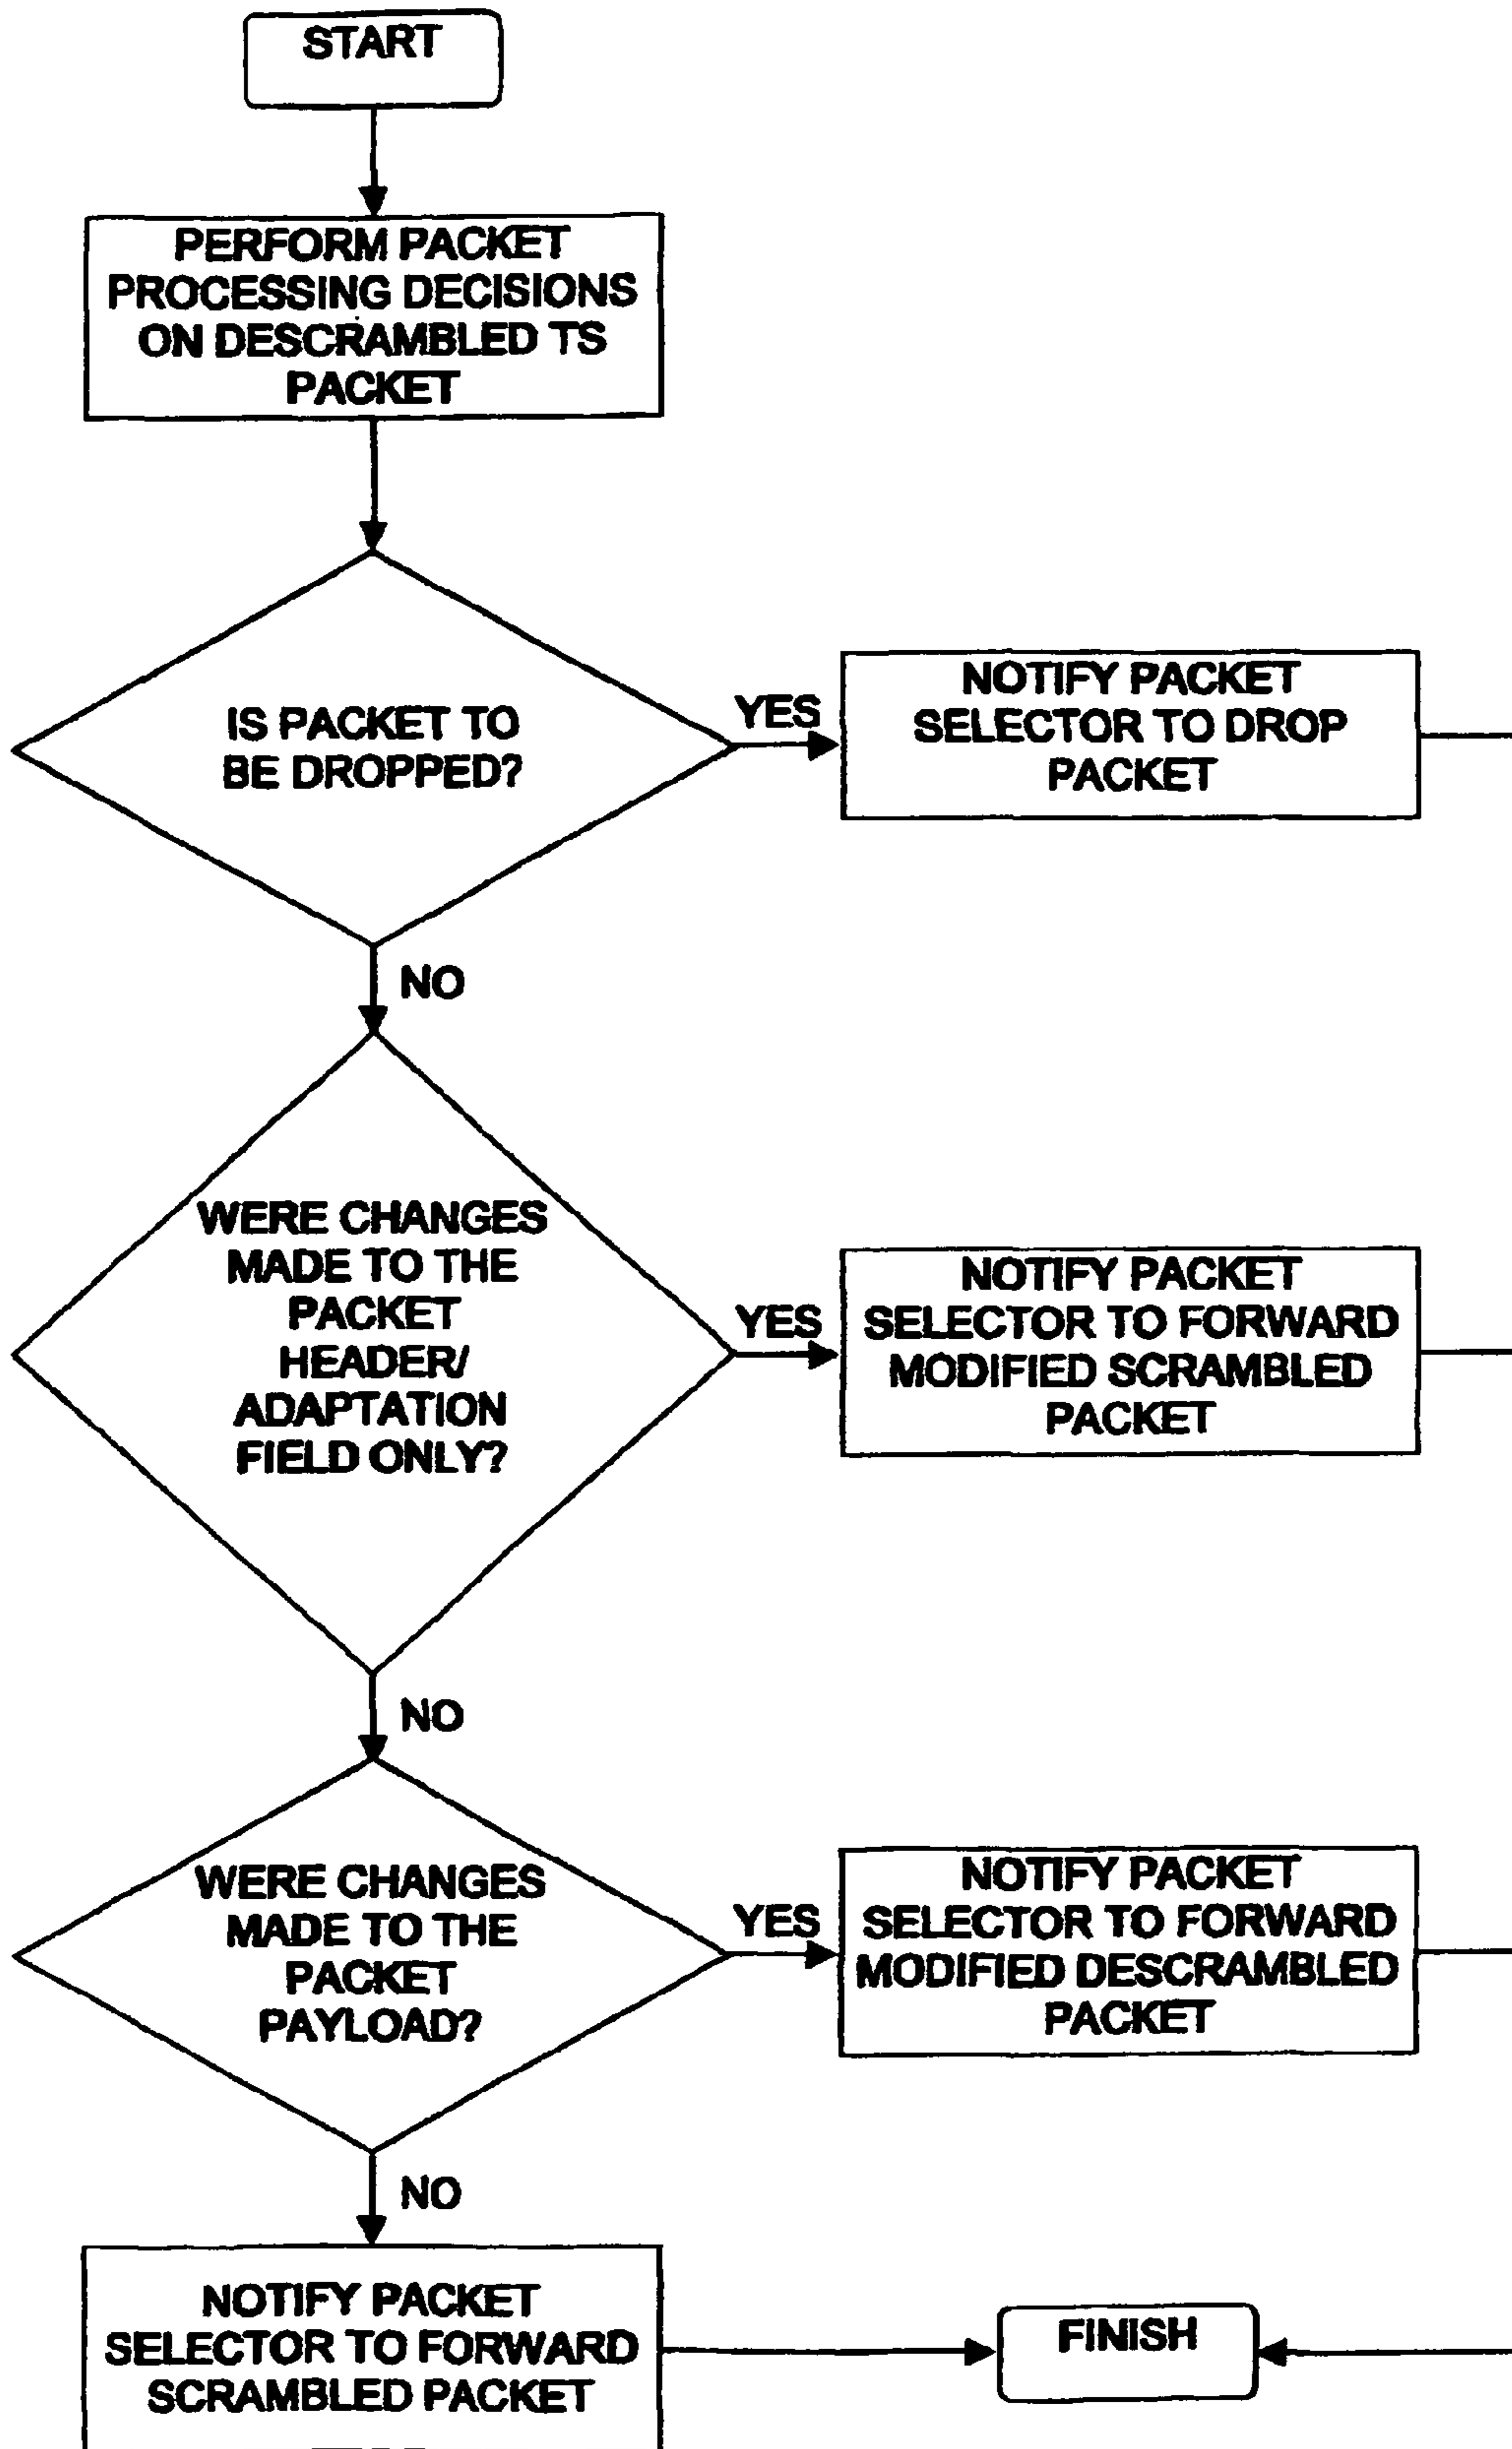 START
PERFORM PACKET
PROCESSING DECISIONS
ON DESCRAMBLED TS
PACKET
IS PACKET TO
BE DROPPED?
YES
NOTIFY PACKET
SELECTOR TO DROP
PACKET
NO
WERE CHANGES
MADE TO THE
PACKET
HEADER/
ADAPTATION
FIELD ONLY?
YES
NOTIFY PACKET
SELECTOR TO FORWARD
MODIFIED SCRAMBLED
PACKET
NO
WERE CHANGES
MADE TO THE
PACKET
PAYLOAD?
YES
NOTIFY PACKET
SELECTOR TO FORWARD
MODIFIED DESCRAMBLED
PACKET
NO
NOTIFY PACKET
SELECTOR TO FORWARD
SCRAMBLED PACKET
FINISH